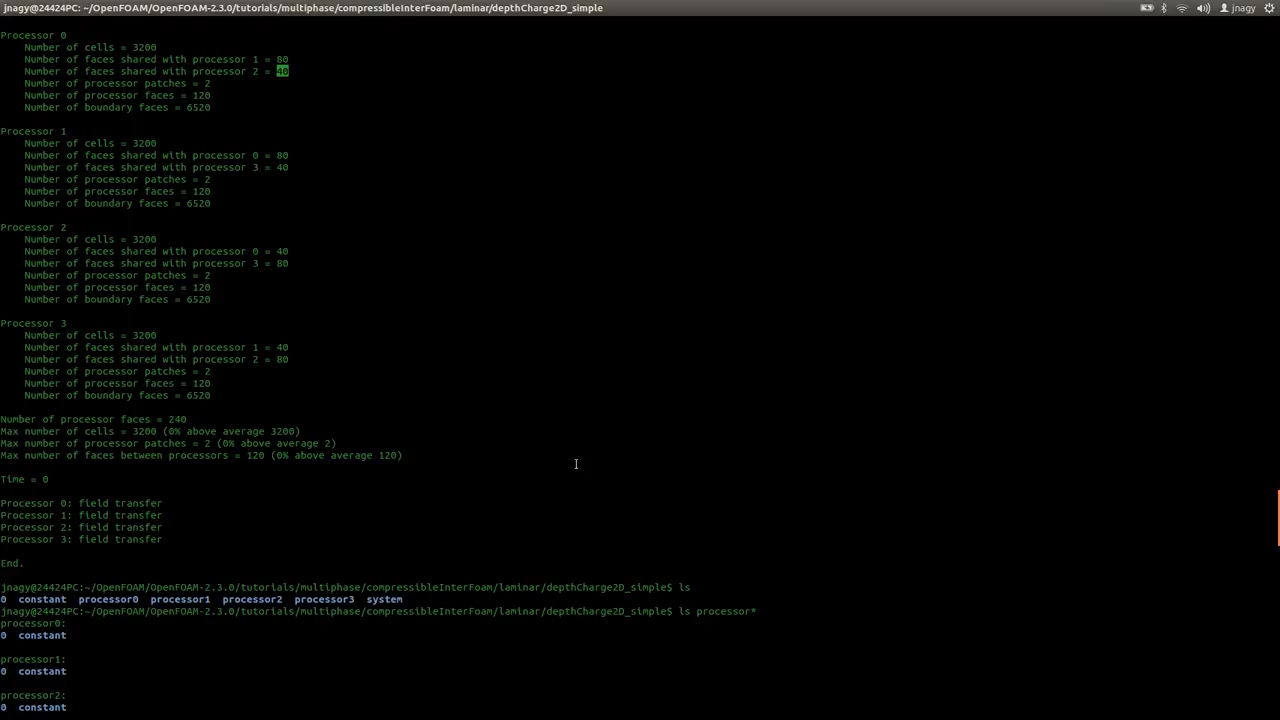 jnagy@24424PC: ~/OpenFOAM/OpenFOAM-2.3.0/tutorials/multiphase/compressibleInterFoam/laminar/depthCharge2D_simple
jnagy
Processor 0
Number of cells = 3200
Number of faces shared with processor 1 = 80
Number of faces shared with processor 2 = 40
Number of processor patches = 2
Number of processor faces = 120
Number of boundary faces = 6520
Processor 1
Number of cells = 3200
Number of faces shared with processor 0 = 80
Number of faces shared with processor 3 = 40
Number of processor patches = 2
Number of processor faces = 120
Number of boundary faces = 6520
Processor 2
Number of cells = 3200
Number of faces shared with processor 0 = 40
Number of faces shared with processor 3 = 80
Number of processor patches = 2
Number of processor faces = 120
Number of boundary faces = 6520
Processor 3
Number of cells = 3200
Number of faces shared with processor 1 = 40
Number of faces shared with processor 2 = 80
Number of processor patches = 2
Number of processor faces = 120
Number of boundary faces = 6520
Number of processor faces = 240
Max number of cells = 3200 (0% above average 3200)
Max number of processor patches = 2 (0% above average 2)
Max number of faces between processors = 120 (0% above average 120)
Time = 0
Processor 0: field transfer
Processor 1: field transfer
Processor 2: field transfer
Processor 3: field transfer
End.
jnagy@24424PC:~/OpenFOAM/OpenFOAM-2.3.0/tutorials/multiphase/compressibleInterFoam/laminar/depthCharge2D_simple$ ls
0  constant  processor0  processor1  processor2  processor3  system
jnagy@24424PC:~/OpenFOAM/OpenFOAM-2.3.0/tutorials/multiphase/compressibleInterFoam/laminar/depthCharge2D_simple$ ls processor*
processor0:
0  constant
processor1:
0  constant
processor2:
0  constant